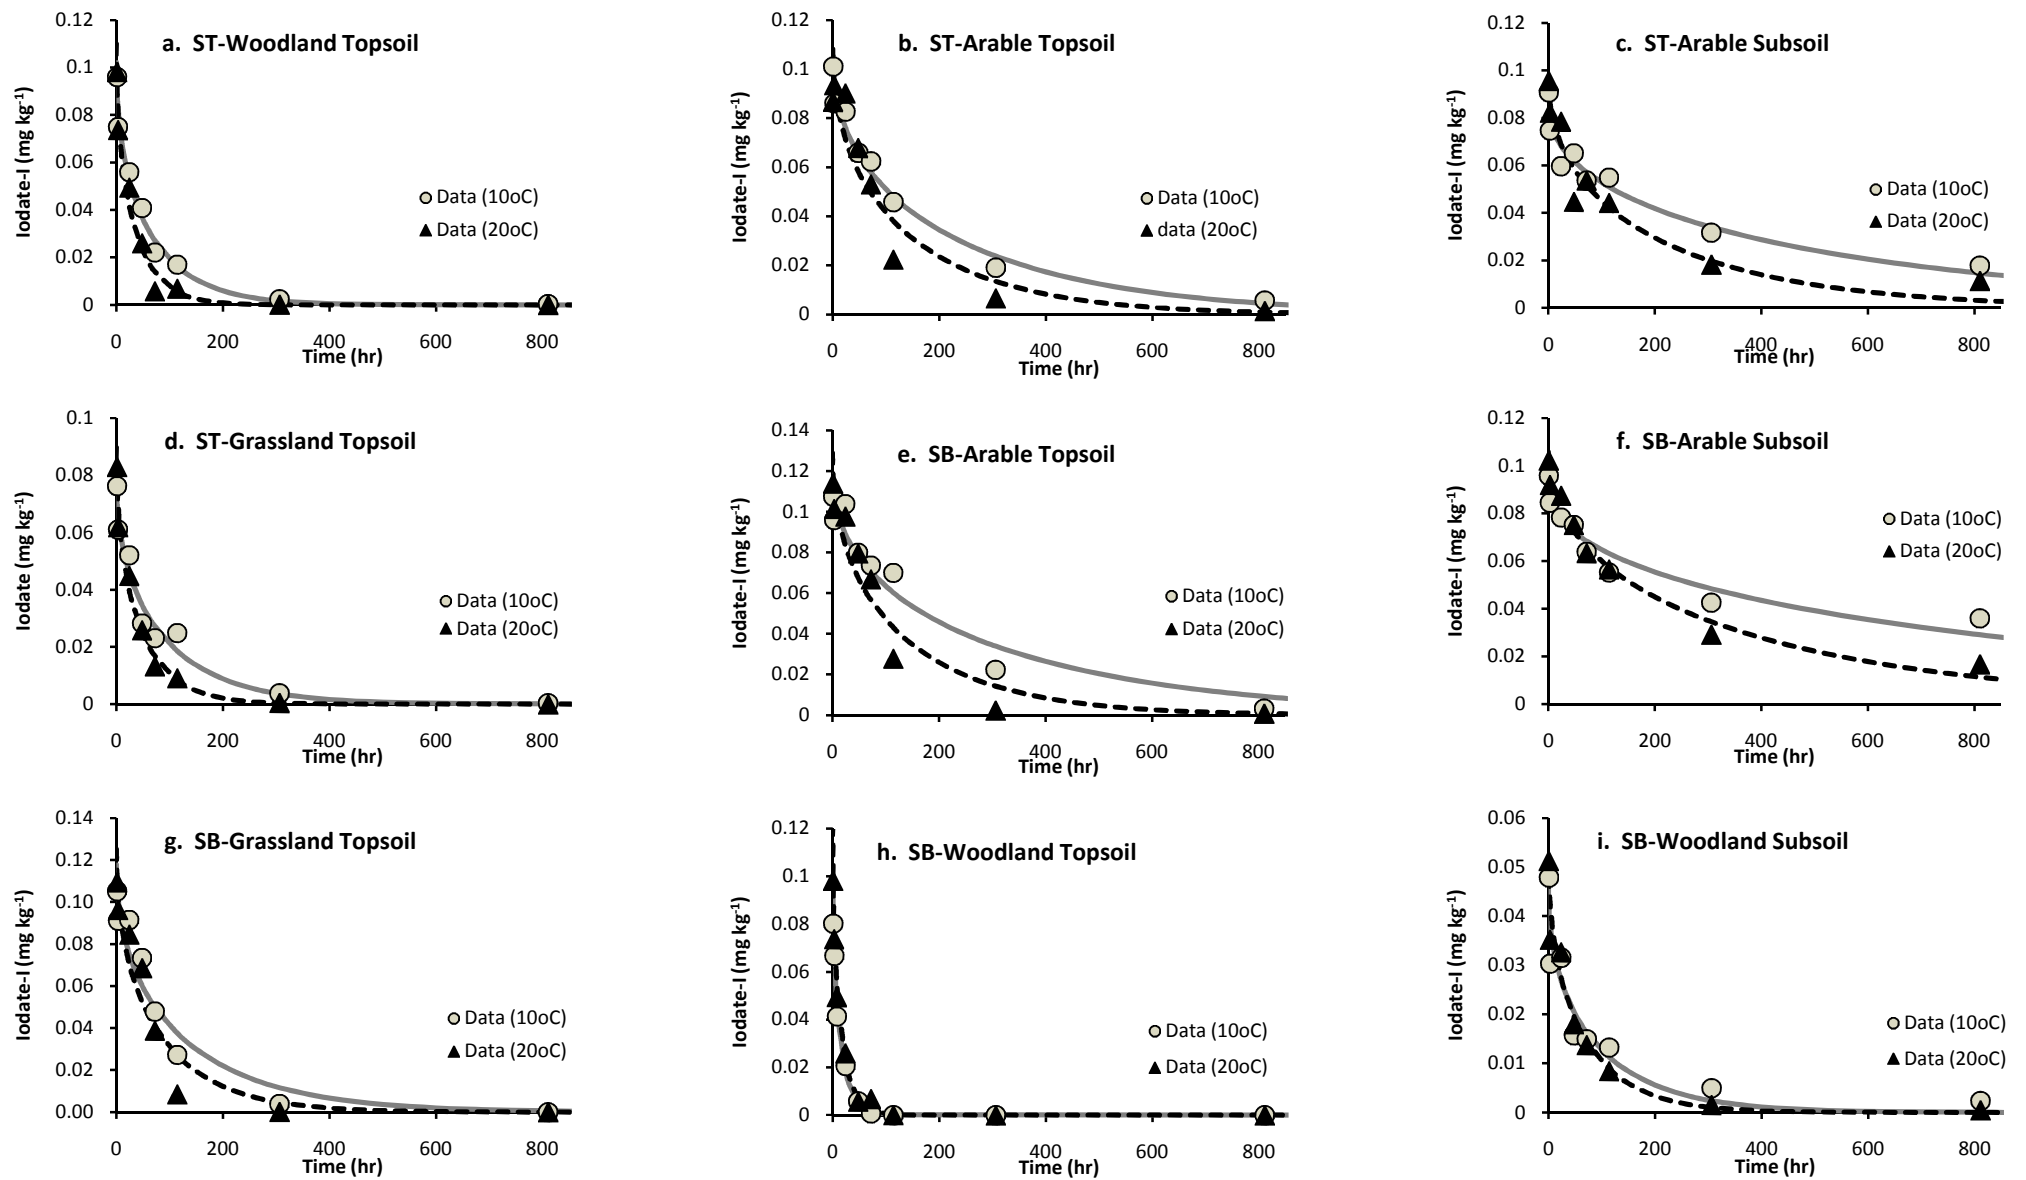 a. ST-Woodland Topsoil
Iodate-I (mg kg-1)
0.12
0.1
0.08
0.06
0.04
0.02
0
Data (10oC)
Data (20oC)
0 200 400 600 800
Time (hr)
b. ST-Arable Topsoil
Iodate-I (mg kg-1)
0.12
0.1
0.08
0.06
0.04
0.02
0
Data (10oC)
data (20oC)
0 200 400 600 800
Time (hr)
c. ST-Arable Subsoil
Iodate-I (mg kg-1)
0.12
0.1
0.08
0.06
0.04
0.02
0
Data (10oC)
Data (20oC)
0 200 400 600 800
Time (hr)
d. ST-Grassland Topsoil
Iodate (mg kg-1)
0.1
0.08
0.06
0.04
0.02
0
Data (10oC)
Data (20oC)
0 200 400 600 800
Time (hr)
e. SB-Arable Topsoil
Iodate-I (mg kg-1)
0.14
0.12
0.1
0.08
0.06
0.04
0.02
0
Data (10oC)
Data (20oC)
0 200 400 600 800
Time (hr)
f. SB-Arable Subsoil
Iodate-I (mg kg-1)
0.12
0.1
0.08
0.06
0.04
0.02
0
Data (10oC)
Data (20oC)
0 200 400 600 800
Time (hr)
g. SB-Grassland Topsoil
Iodate-I (mg kg-1)
0.14
0.12
0.10
0.08
0.06
0.04
0.02
0.00
Data (10oC)
Data (20oC)
0 200 400 600 800
Time (hr)
h. SB-Woodland Topsoil
Iodate-I (mg kg-1)
0.12
0.1
0.08
0.06
0.04
0.02
0
Data (10oC)
Data (20oC)
0 200 400 600 800
Time (hr)
i. SB-Woodland Subsoil
Iodate-I (mg kg-1)
0.06
0.05
0.04
0.03
0.02
0.01
0
Data (10oC)
Data (20oC)
0 200 400 600 800
Time (hr)